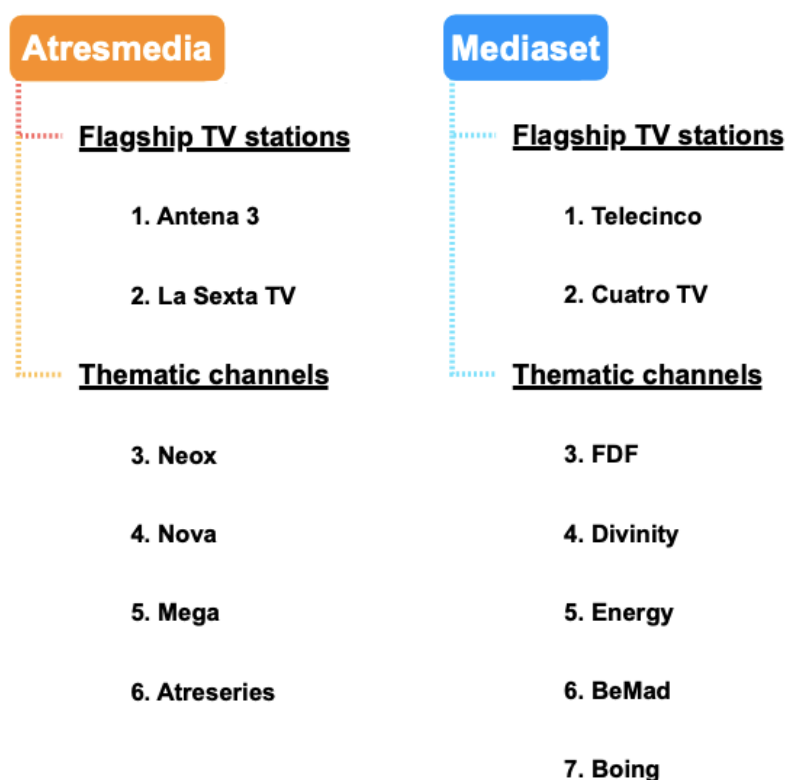 Atresmedia
Flagship TV stations
1. Antena 3
2. La Sexta TV
Thematic channels
3. Neox
4. Nova
5. Mega
6. Atreseries
Mediaset
Flagship TV stations
1. Telecinco
2. Cuatro TV
Thematic channels
3. FDF
4. Divinity
5. Energy
6. BeMad
7. Boing